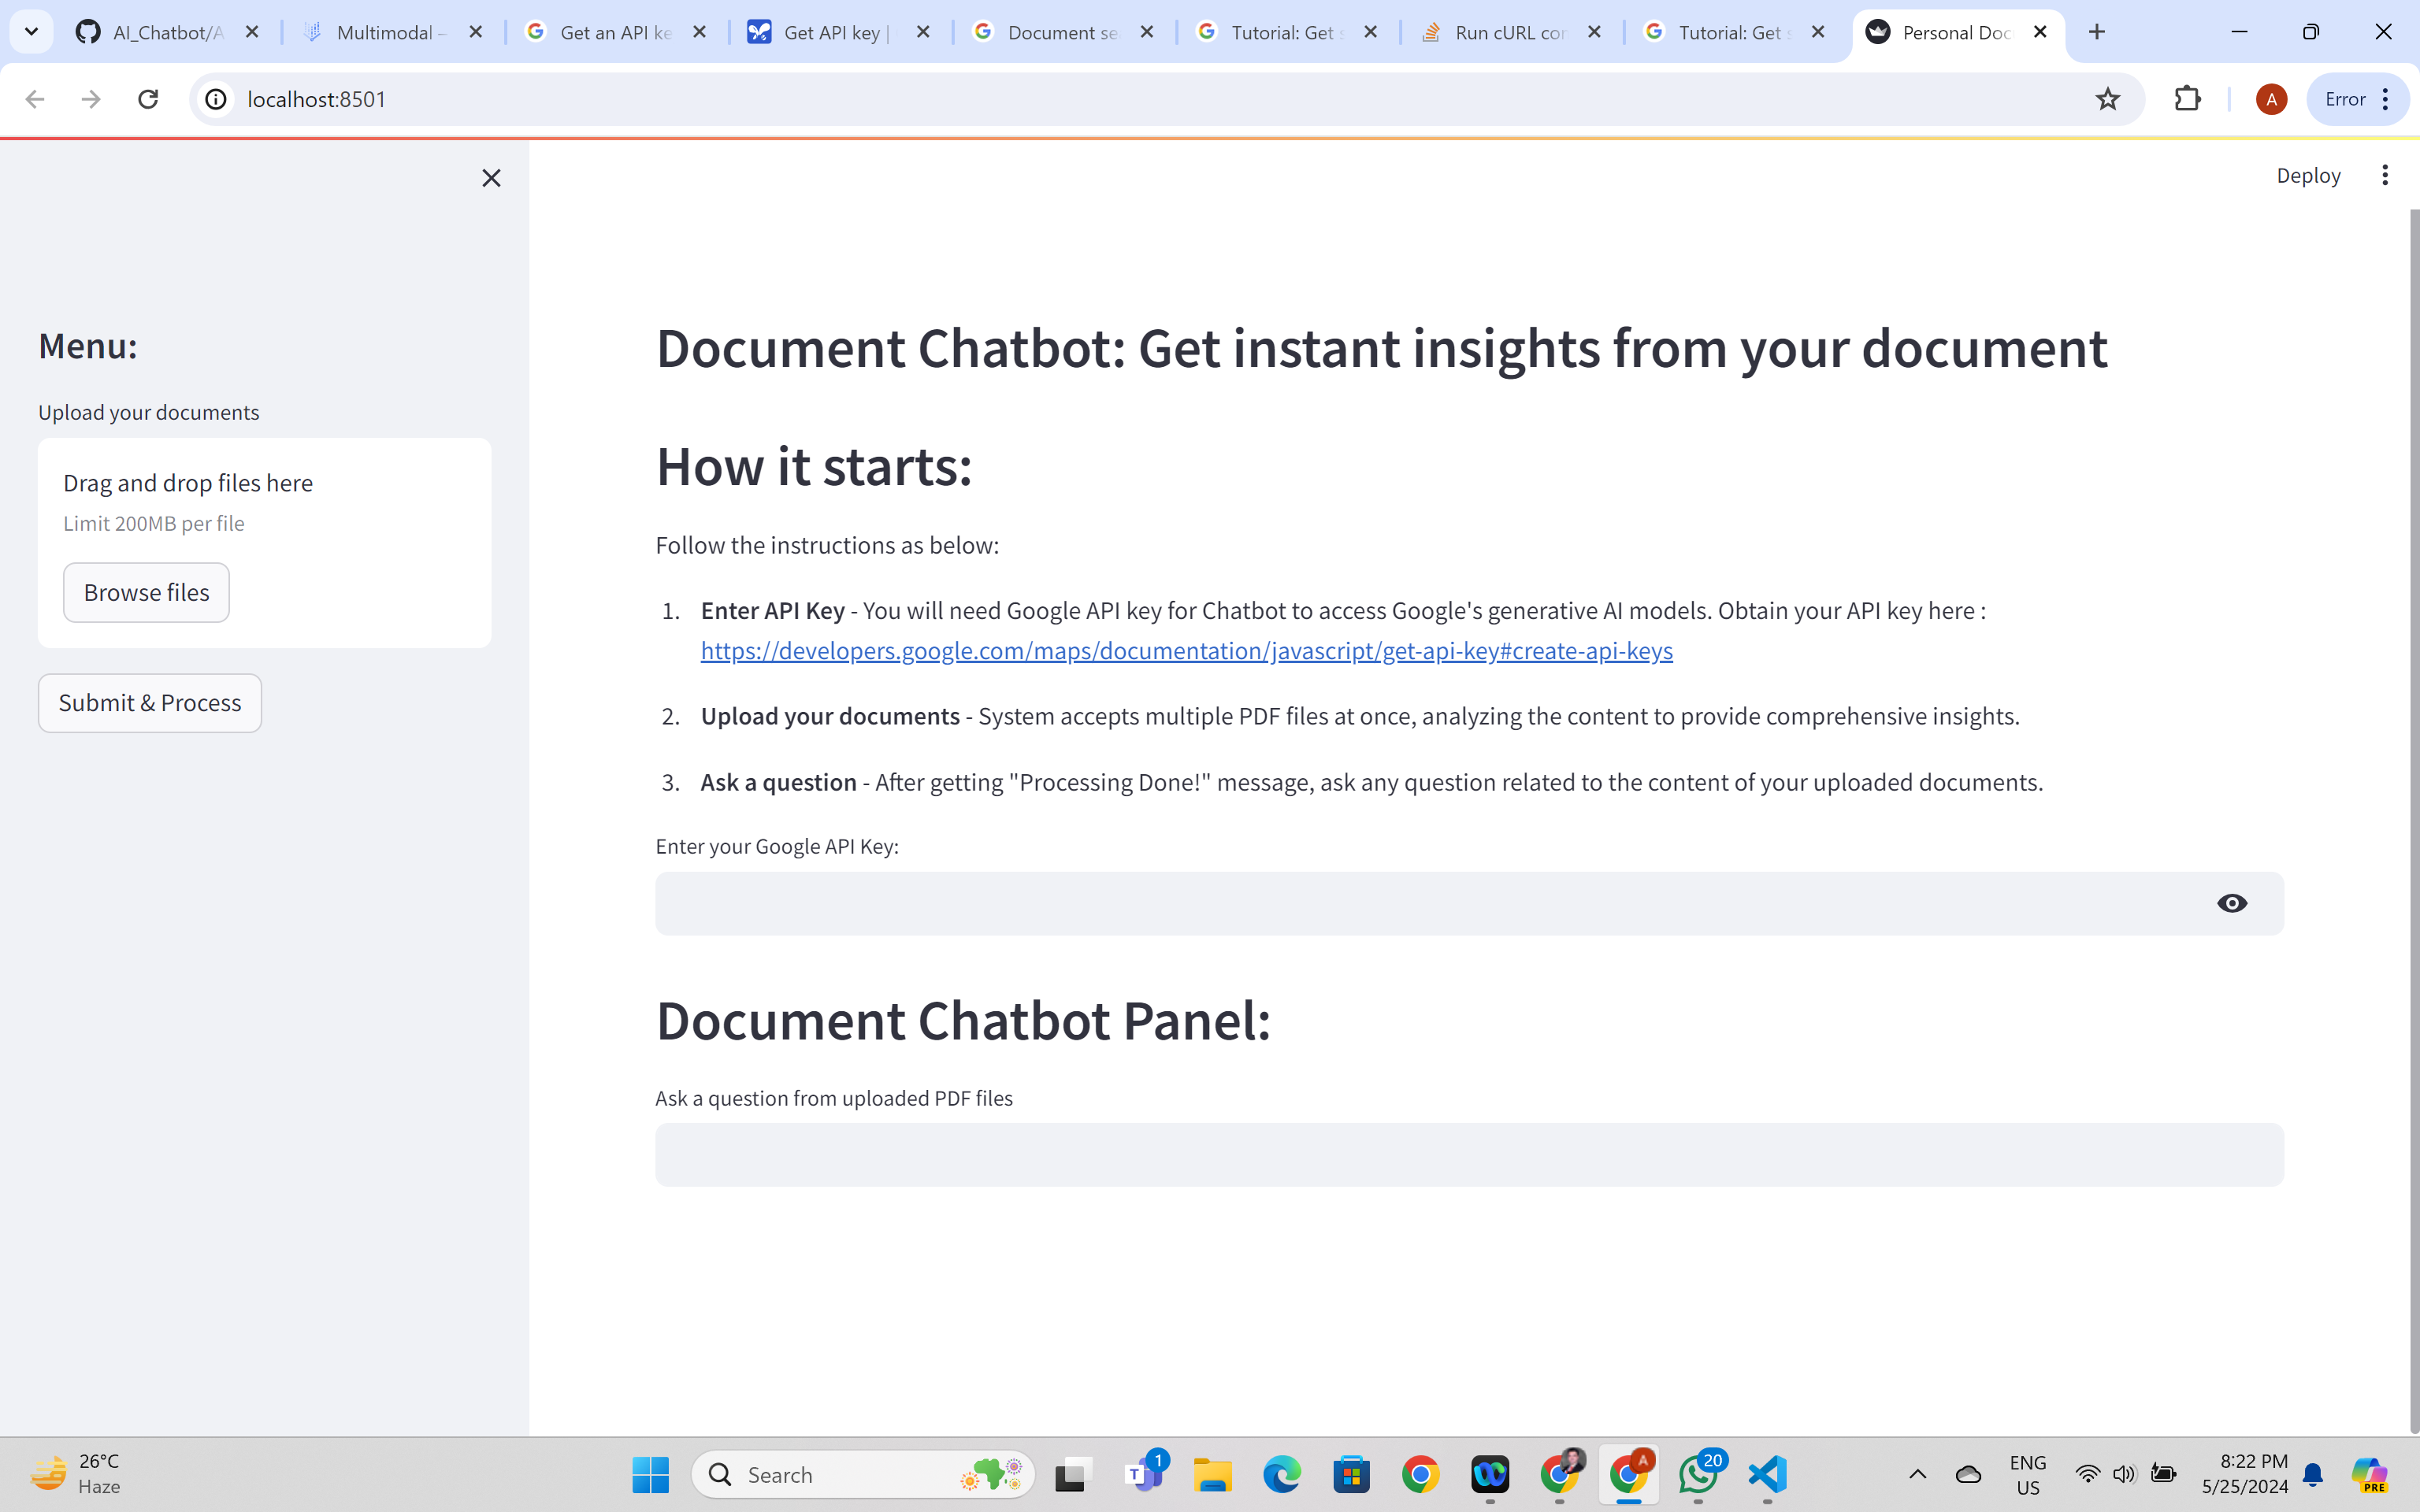 AI_Chatbot/A
Multimodal –
Get an API ke
Get API key |
Document se
Tutorial: Get s
Run cURL cor
Tutorial: Get s
Personal Doc
localhost:8501
A
Error
Deploy
Menu:
Upload your documents
Drag and drop files here
Limit 200MB per file
Browse files
Submit & Process
Document Chatbot: Get instant insights from your document
How it starts:
Follow the instructions as below:
1. Enter API Key - You will need Google API key for Chatbot to access Google's generative AI models. Obtain your API key here :
https://developers.google.com/maps/documentation/javascript/get-api-key#create-api-keys
2. Upload your documents - System accepts multiple PDF files at once, analyzing the content to provide comprehensive insights.
3. Ask a question - After getting "Processing Done!" message, ask any question related to the content of your uploaded documents.
Enter your Google API Key:
Document Chatbot Panel:
Ask a question from uploaded PDF files
26°C
Haze
Search
1
T
A
20
ENG
US
8:22 PM
5/25/2024
PRE